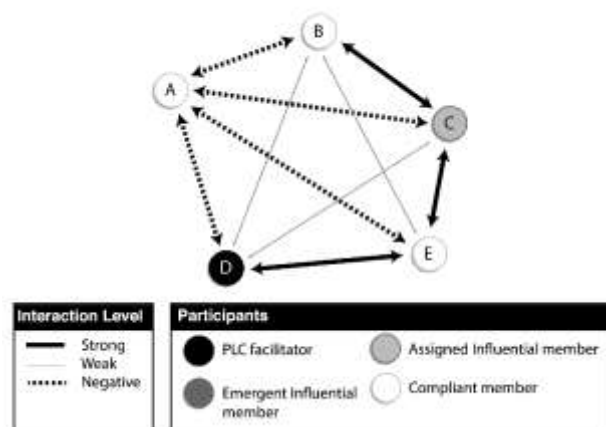 B
A
C
E
D
Interaction Level
Strong
Weak
Negative
Participants
PLC facilitator
Assigned Influential member
Emergent Influential
member
Compliant member